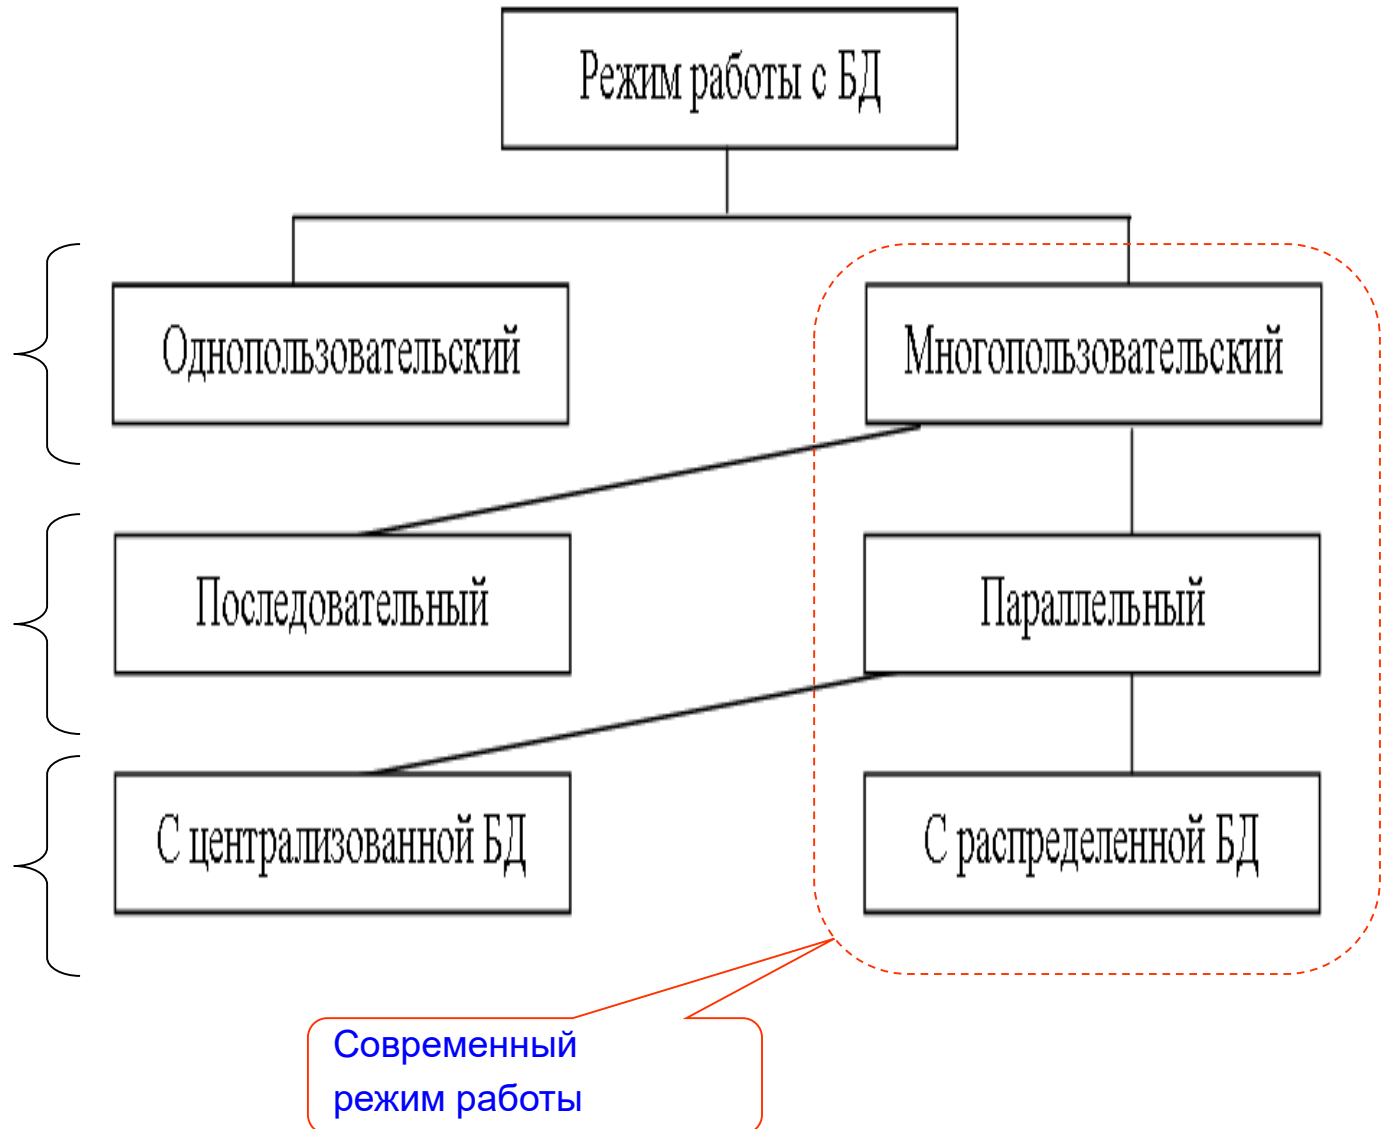 Режим работы с БД
Однопользовательский
Многопользовательский
Последовательный
Параллельный
С централизованной БД
С распределенной БД
Современный
режим работы